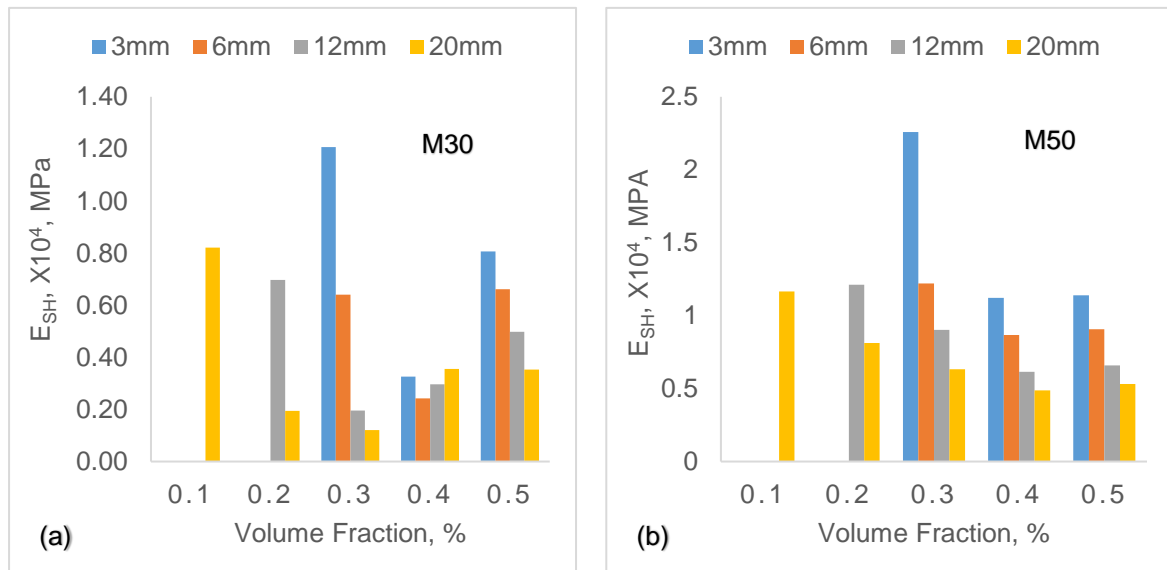 3mm 6mm 12mm 20mm
M30
1.40
1.20
1.00
0.80
0.60
0.40
0.20
0.00
E_SH, X10⁴, MPa
0.1 0.2 0.3 0.4 0.5
Volume Fraction, %
(a)
3mm 6mm 12mm 20mm
M50
2.5
2
1.5
1
0.5
0
E_SH, X10⁴, MPA
0.1 0.2 0.3 0.4 0.5
Volume Fraction, %
(b)